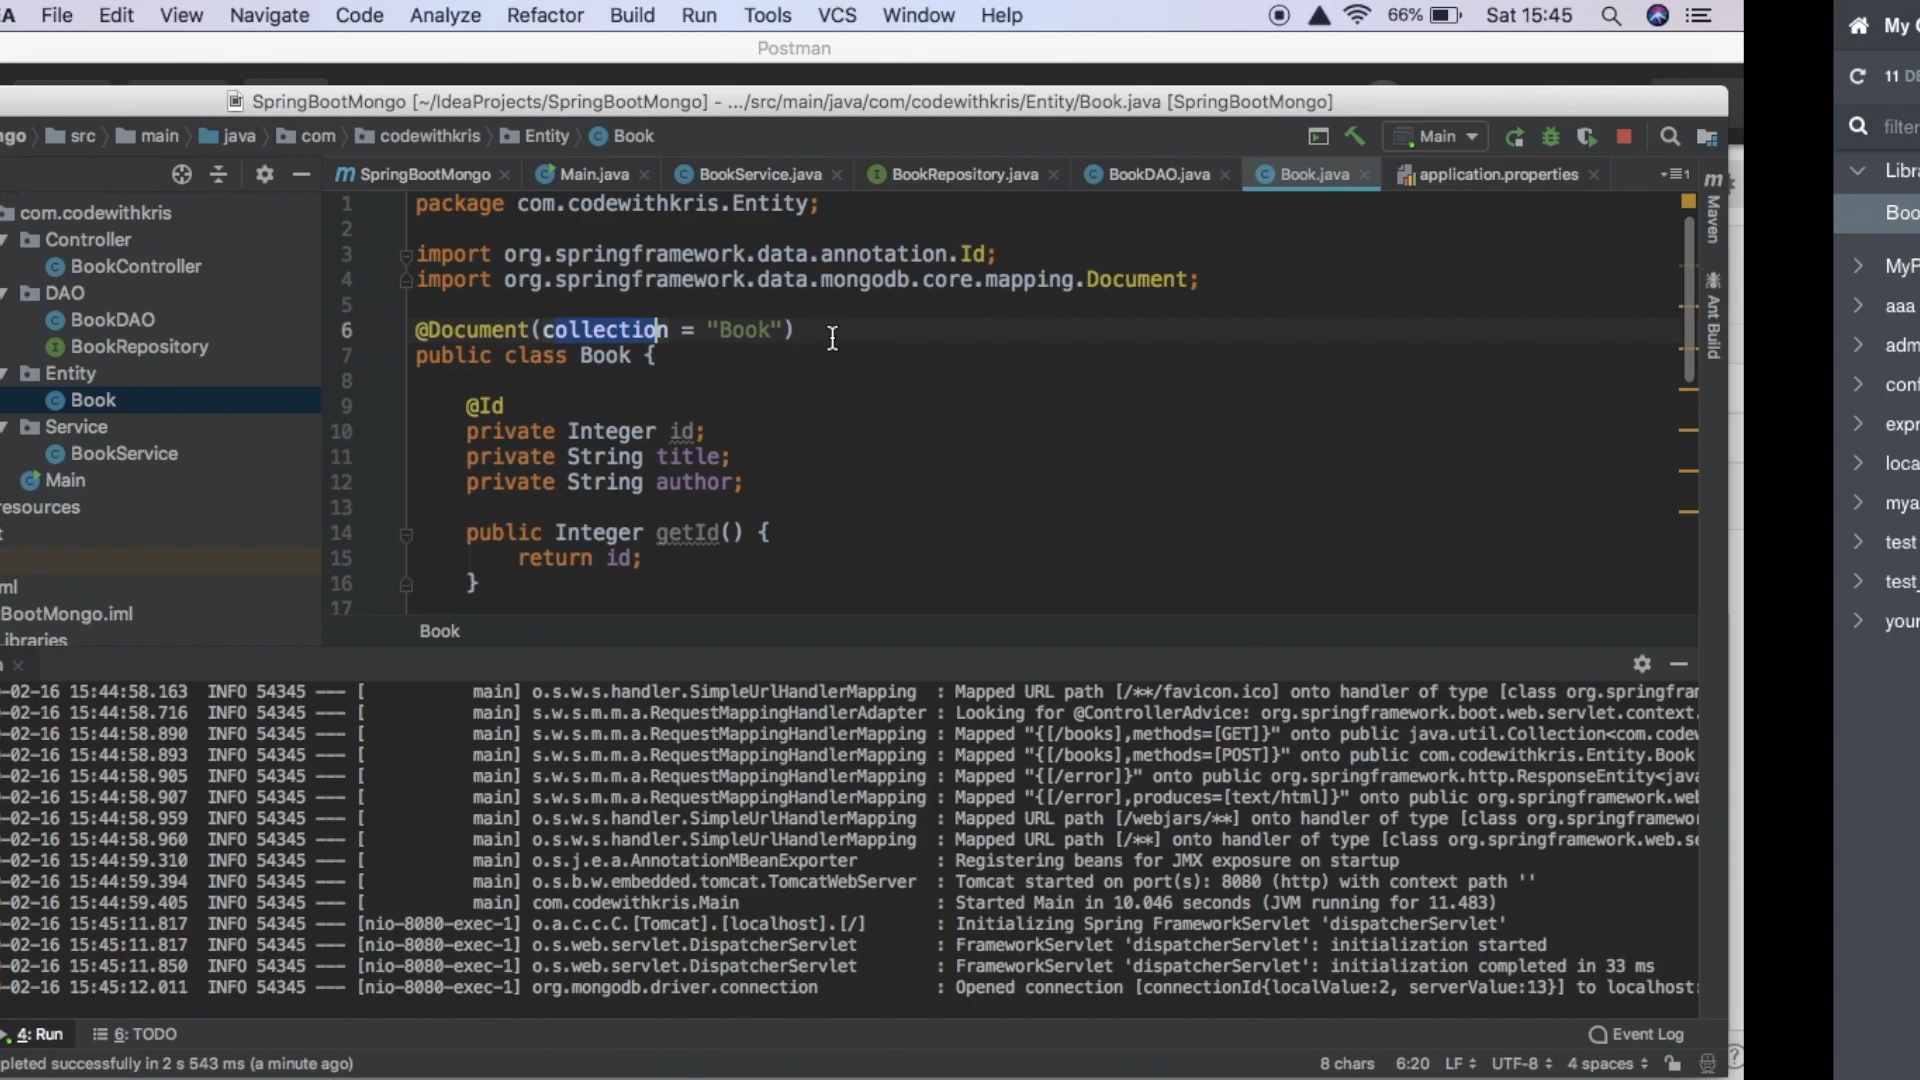 A File Edit View Navigate Code Analyze Refactor Build Run Tools VCS Window Help 66% Sat 15:45
Postman
SpringBootMongo [~/IdeaProjects/SpringBootMongo] - .../src/main/java/com/codewithkris/Entity/Book.java [SpringBootMongo]
ngo src main java com codewithkris Entity Book Main
SpringBootMongo Main.java BookService.java BookRepository.java BookDAO.java Book.java application.properties
com.codewithkris
Controller
BookController
DAO
BookDAO
BookRepository
Entity
Book
Service
BookService
Main
resources
t
ml
BootMongo.iml
Libraries
1 package com.codewithkris.Entity;
2
3 import org.springframework.data.annotation.Id;
4 import org.springframework.data.mongodb.core.mapping.Document;
5
6 @Document(collection = "Book")
7 public class Book {
8
9 @Id
10 private Integer id;
11 private String title;
12 private String author;
13
14 public Integer getId() {
15 return id;
16 }
17
Book
Maven
Ant Build
-02-16 15:44:58.163 INFO 54345 --- [ main] o.s.w.s.handler.SimpleUrlHandlerMapping : Mapped URL path [/**/favicon.ico] onto handler of type [class org.springfram
-02-16 15:44:58.716 INFO 54345 --- [ main] s.w.s.m.m.a.RequestMappingHandlerAdapter : Looking for @ControllerAdvice: org.springframework.boot.web.servlet.context.
-02-16 15:44:58.890 INFO 54345 --- [ main] s.w.s.m.m.a.RequestMappingHandlerMapping : Mapped "{[/books],methods=[GET]}" onto public java.util.Collection<com.codew
-02-16 15:44:58.893 INFO 54345 --- [ main] s.w.s.m.m.a.RequestMappingHandlerMapping : Mapped "{[/books],methods=[POST]}" onto public com.codewithkris.Entity.Book
-02-16 15:44:58.905 INFO 54345 --- [ main] s.w.s.m.m.a.RequestMappingHandlerMapping : Mapped "{[/error]}" onto public org.springframework.http.ResponseEntity<java
-02-16 15:44:58.907 INFO 54345 --- [ main] s.w.s.m.m.a.RequestMappingHandlerMapping : Mapped "{[/error],produces=[text/html]}" onto public org.springframework.web
-02-16 15:44:58.959 INFO 54345 --- [ main] o.s.w.s.handler.SimpleUrlHandlerMapping : Mapped URL path [/webjars/**] onto handler of type [class org.springframewor
-02-16 15:44:58.960 INFO 54345 --- [ main] o.s.w.s.handler.SimpleUrlHandlerMapping : Mapped URL path [/**] onto handler of type [class org.springframework.web.se
-02-16 15:44:59.310 INFO 54345 --- [ main] o.s.j.e.a.AnnotationMBeanExporter : Registering beans for JMX exposure on startup
-02-16 15:44:59.394 INFO 54345 --- [ main] o.s.b.w.embedded.tomcat.TomcatWebServer : Tomcat started on port(s): 8080 (http) with context path ''
-02-16 15:44:59.405 INFO 54345 --- [ main] com.codewithkris.Main : Started Main in 10.046 seconds (JVM running for 11.483)
-02-16 15:45:11.817 INFO 54345 --- [nio-8080-exec-1] o.a.c.c.C.[Tomcat].[localhost].[/] : Initializing Spring FrameworkServlet 'dispatcherServlet'
-02-16 15:45:11.817 INFO 54345 --- [nio-8080-exec-1] o.s.web.servlet.DispatcherServlet : FrameworkServlet 'dispatcherServlet': initialization started
-02-16 15:45:11.850 INFO 54345 --- [nio-8080-exec-1] o.s.web.servlet.DispatcherServlet : FrameworkServlet 'dispatcherServlet': initialization completed in 33 ms
-02-16 15:45:12.011 INFO 54345 --- [nio-8080-exec-1] org.mongodb.driver.connection : Opened connection [connectionId{localValue:2, serverValue:13}] to localhost:
4: Run 6: TODO Event Log
mpleted successfully in 2 s 543 ms (a minute ago) 8 chars 6:20 LF UTF-8 4 spaces
My C
11 DB
filter
Libra
Boo
MyP
aaa
adm
conf
expr
loca
mya
test
test_
your